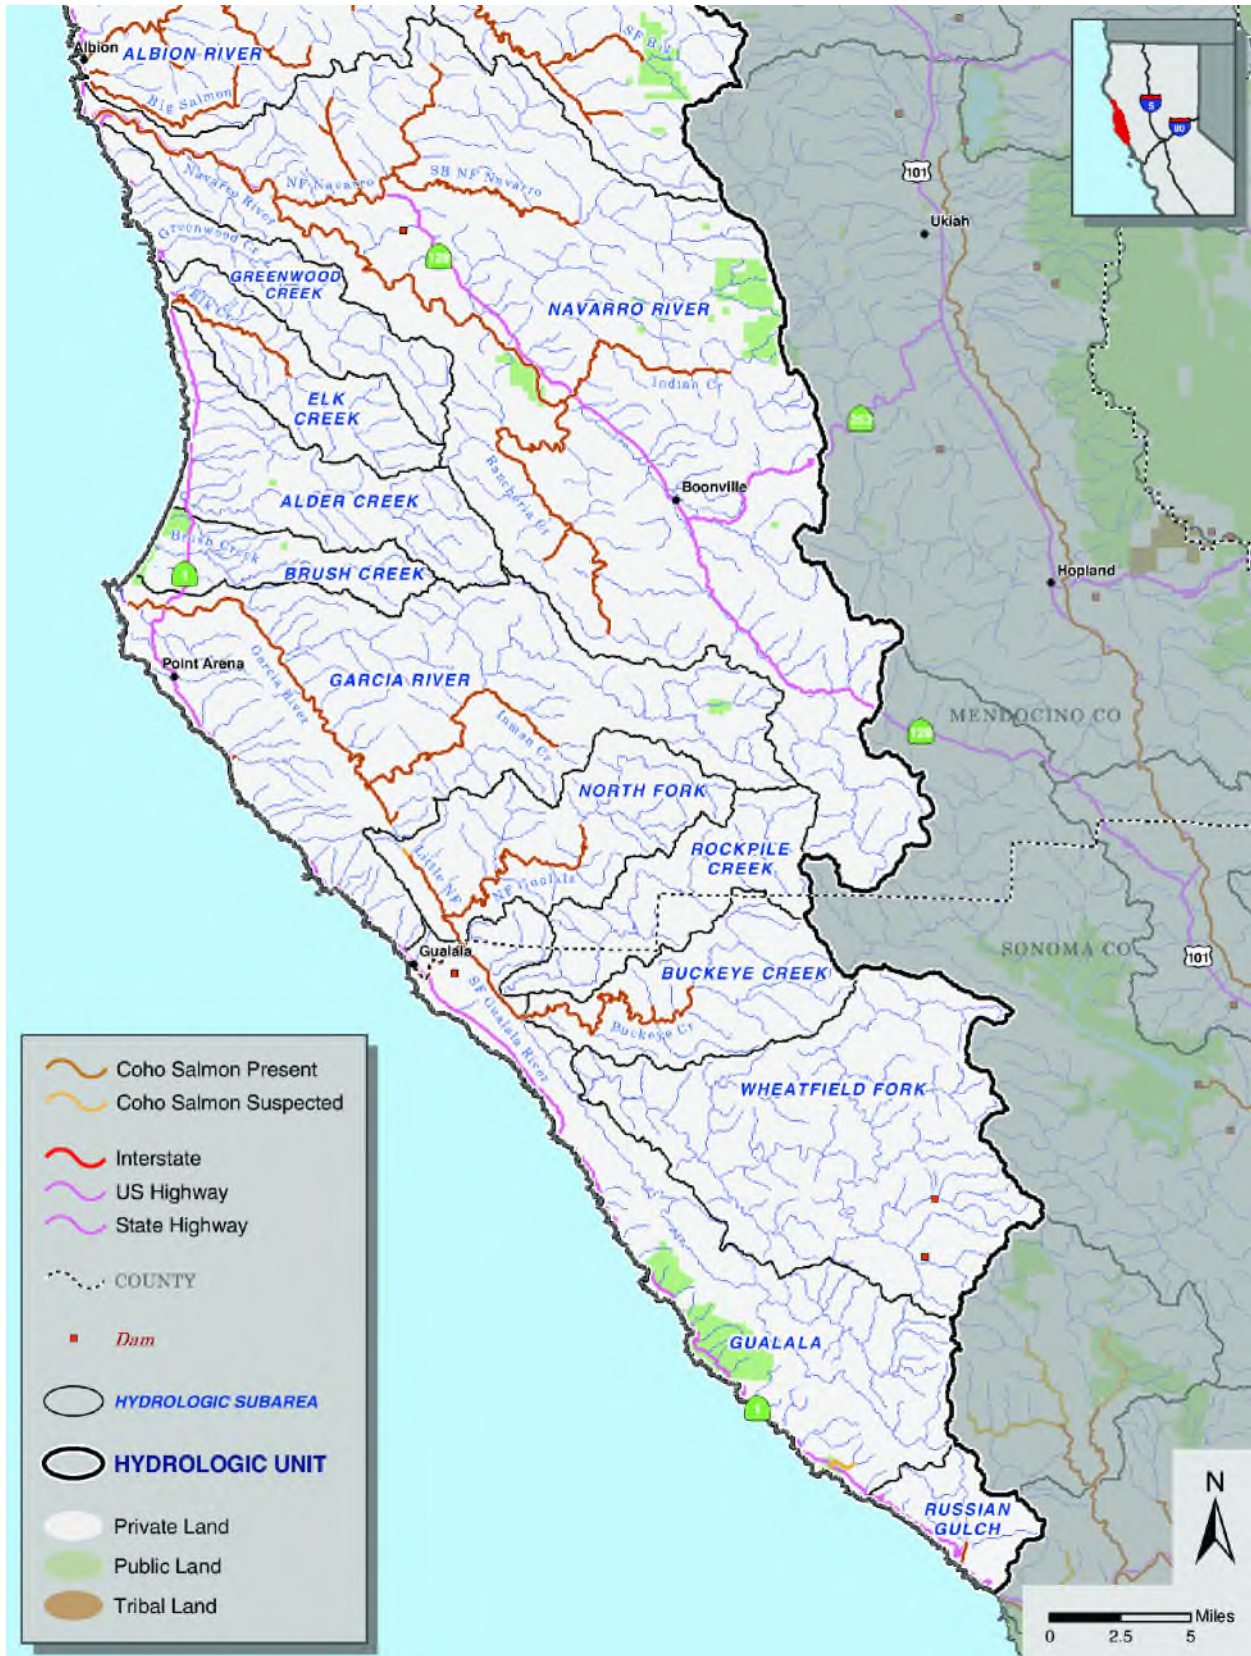 Albion
ALBION RIVER
SF Big
Big Salmon
5
80
101
Ukiah
NF Navarro
SB NF Navarro
Navarro River
Greenwood Cr
GREENWOOD
CREEK
128
NAVARRO RIVER
Elk Cr
Indian Cr
ELK
CREEK
253
Rancheria Cr
Boonville
ALDER CREEK
Brush Creek
BRUSH CREEK
1
Hopland
Point Arena
Garcia River
GARCIA RIVER
Inman Cr
MENDOCINO CO
128
NORTH FORK
ROCKPILE
CREEK
Little NF
NF Gualala
SONOMA CO
101
Gualala
BUCKEYE CREEK
SF Gualala River
Buckeye Cr
WHEATFIELD FORK
GUALALA
1
RUSSIAN
GULCH
Coho Salmon Present
Coho Salmon Suspected
Interstate
US Highway
State Highway
COUNTY
Dam
HYDROLOGIC SUBAREA
HYDROLOGIC UNIT
Private Land
Public Land
Tribal Land
N
Miles
0 2.5 5